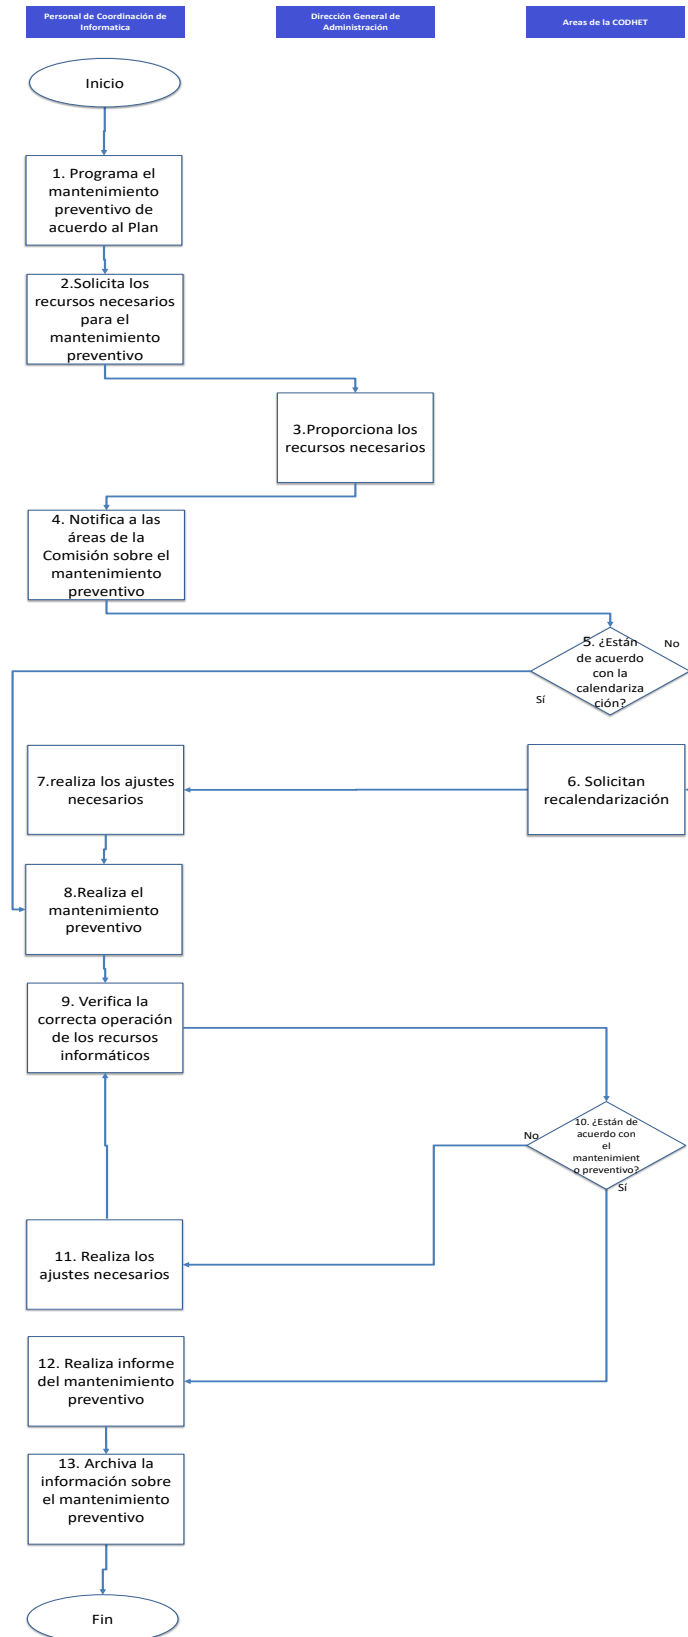 Personal de Coordinación de
Informatica
Dirección General de
Administración
Areas de la CODHET
Inicio
1. Programa el
mantenimiento
preventivo de
acuerdo al Plan
2.Solicita los
recursos necesarios
para el
mantenimiento
preventivo
3.Proporciona los
recursos necesarios
4. Notifica a las
áreas de la
Comisión sobre el
mantenimiento
preventivo
5. ¿Están
de acuerdo
con la
calendariza
ción?
No
Sí
7.realiza los ajustes
necesarios
6. Solicitan
recalendarización
8.Realiza el
mantenimiento
preventivo
9. Verifica la
correcta operación
de los recursos
informáticos
10. ¿Están de
acuerdo con
el
mantenimient
o preventivo?
No
Sí
11. Realiza los
ajustes necesarios
12. Realiza informe
del mantenimiento
preventivo
13. Archiva la
información sobre
el mantenimiento
preventivo
Fin